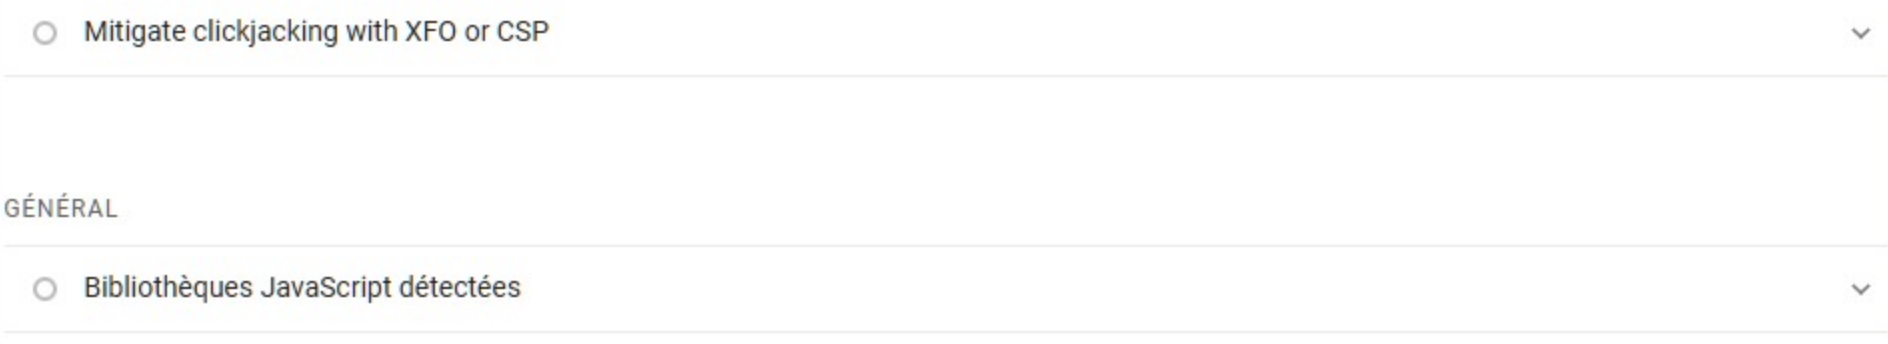 Mitigate clickjacking with XFO or CSP
GÉNÉRAL
Bibliothèques JavaScript détectées